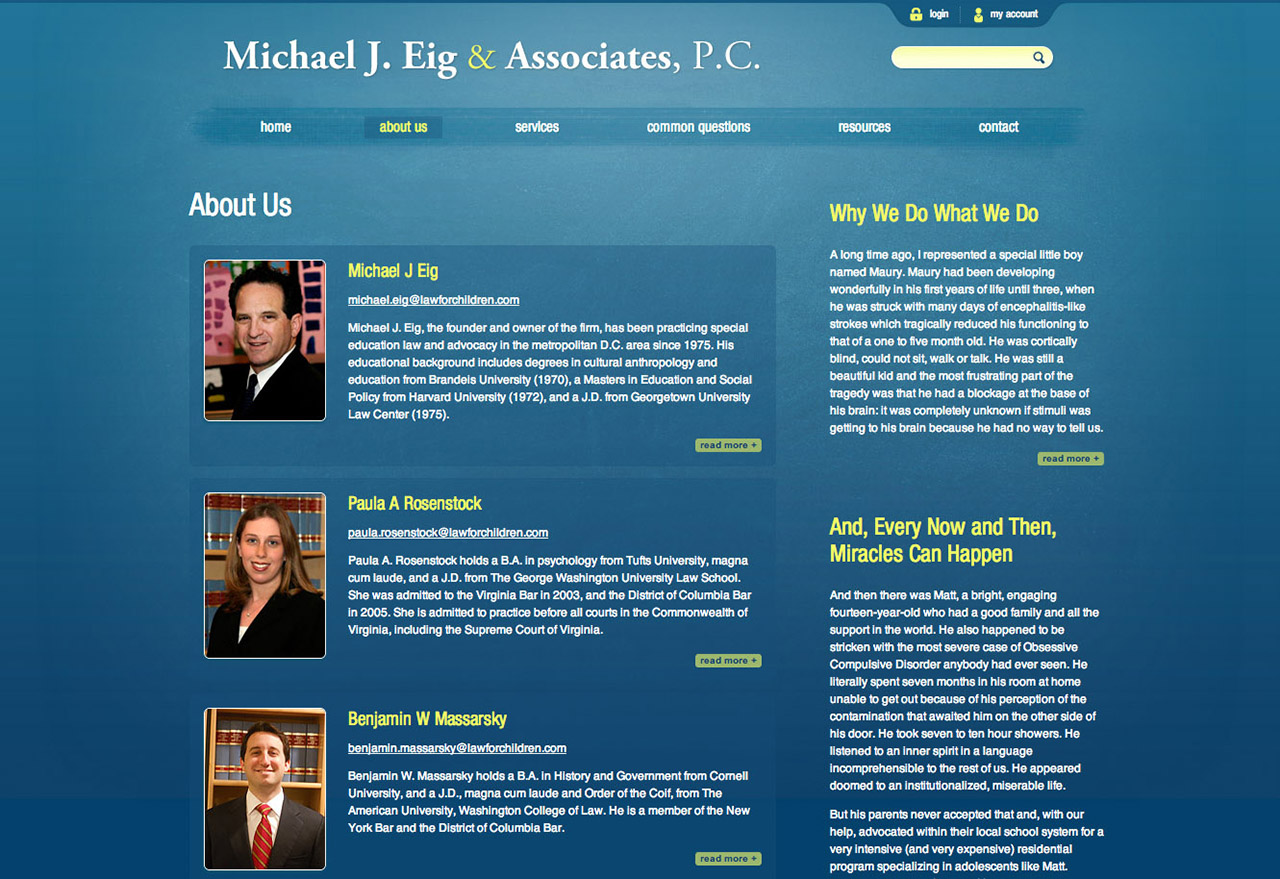 login
my account
Michael J. Eig & Associates, P.C.
home
about us
services
common questions
resources
contact
About Us
Michael J Eig
michael.eig@lawforchildren.com
Michael J. Eig, the founder and owner of the firm, has been practicing special
education law and advocacy in the metropolitan D.C. area since 1975. His
educational background includes degrees in cultural anthropology and
education from Brandeis University (1970), a Masters in Education and Social
Policy from Harvard University (1972), and a J.D. from Georgetown University
Law Center (1975).
read more +
Paula A Rosenstock
paula.rosenstock@lawforchildren.com
Paula A. Rosenstock holds a B.A. in psychology from Tufts University, magna
cum laude, and a J.D. from The George Washington University Law School.
She was admitted to the Virginia Bar in 2003, and the District of Columbia Bar
in 2005. She is admitted to practice before all courts in the Commonwealth of
Virginia, including the Supreme Court of Virginia.
read more +
Benjamin W Massarsky
benjamin.massarsky@lawforchildren.com
Benjamin W. Massarsky holds a B.A. in History and Government from Cornell
University, and a J.D., magna cum laude and Order of the Coif, from The
American University, Washington College of Law. He is a member of the New
York Bar and the District of Columbia Bar.
read more +
Why We Do What We Do
A long time ago, I represented a special little boy
named Maury. Maury had been developing
wonderfully in his first years of life until three, when
he was struck with many days of encephalitis-like
strokes which tragically reduced his functioning to
that of a one to five month old. He was cortically
blind, could not sit, walk or talk. He was still a
beautiful kid and the most frustrating part of the
tragedy was that he had a blockage at the base of
his brain: it was completely unknown if stimuli was
getting to his brain because he had no way to tell us.
read more +
And, Every Now and Then,
Miracles Can Happen
And then there was Matt, a bright, engaging
fourteen-year-old who had a good family and all the
support in the world. He also happened to be
stricken with the most severe case of Obsessive
Compulsive Disorder anybody had ever seen. He
literally spent seven months in his room at home
unable to get out because of his perception of the
contamination that awaited him on the other side of
his door. He took seven to ten hour showers. He
listened to an inner spirit in a language
incomprehensible to the rest of us. He appeared
doomed to an institutionalized, miserable life.
But his parents never accepted that and, with our
help, advocated within their local school system for a
very intensive (and very expensive) residential
program specializing in adolescents like Matt.